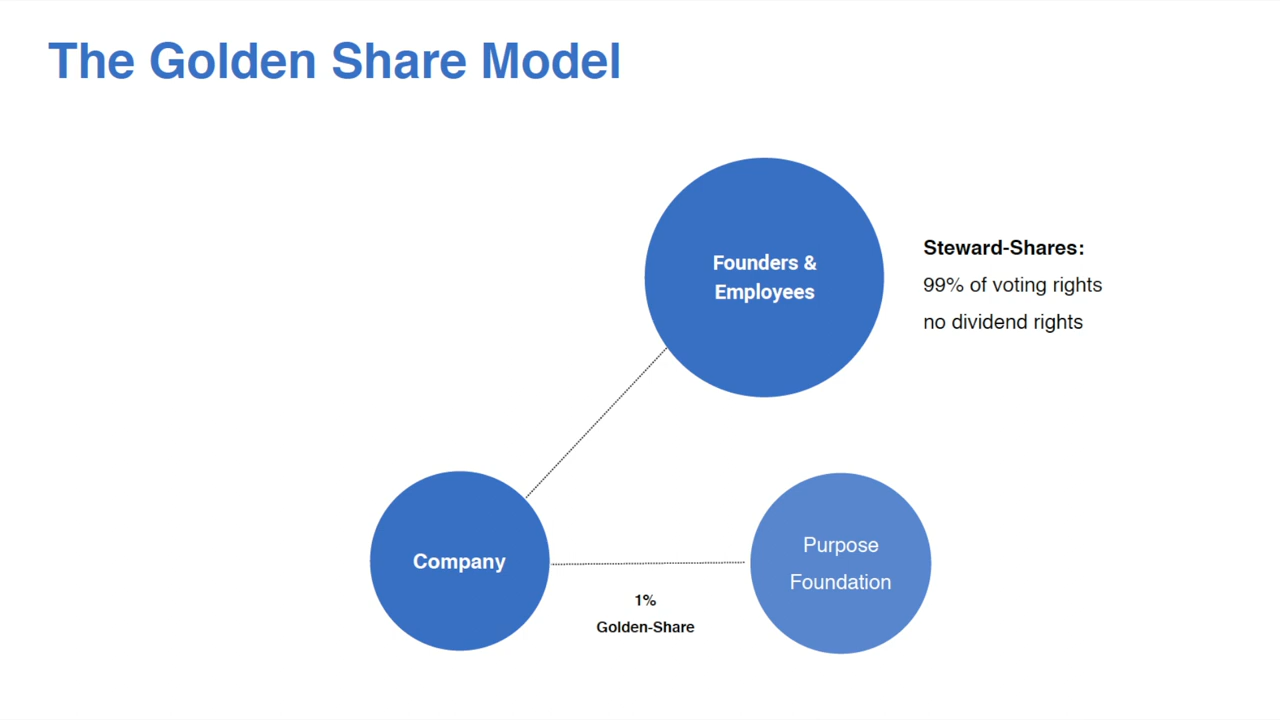 The Golden Share Model
Founders &
Employees
Steward-Shares:
99% of voting rights
no dividend rights
Company
1%
Golden-Share
Purpose
Foundation